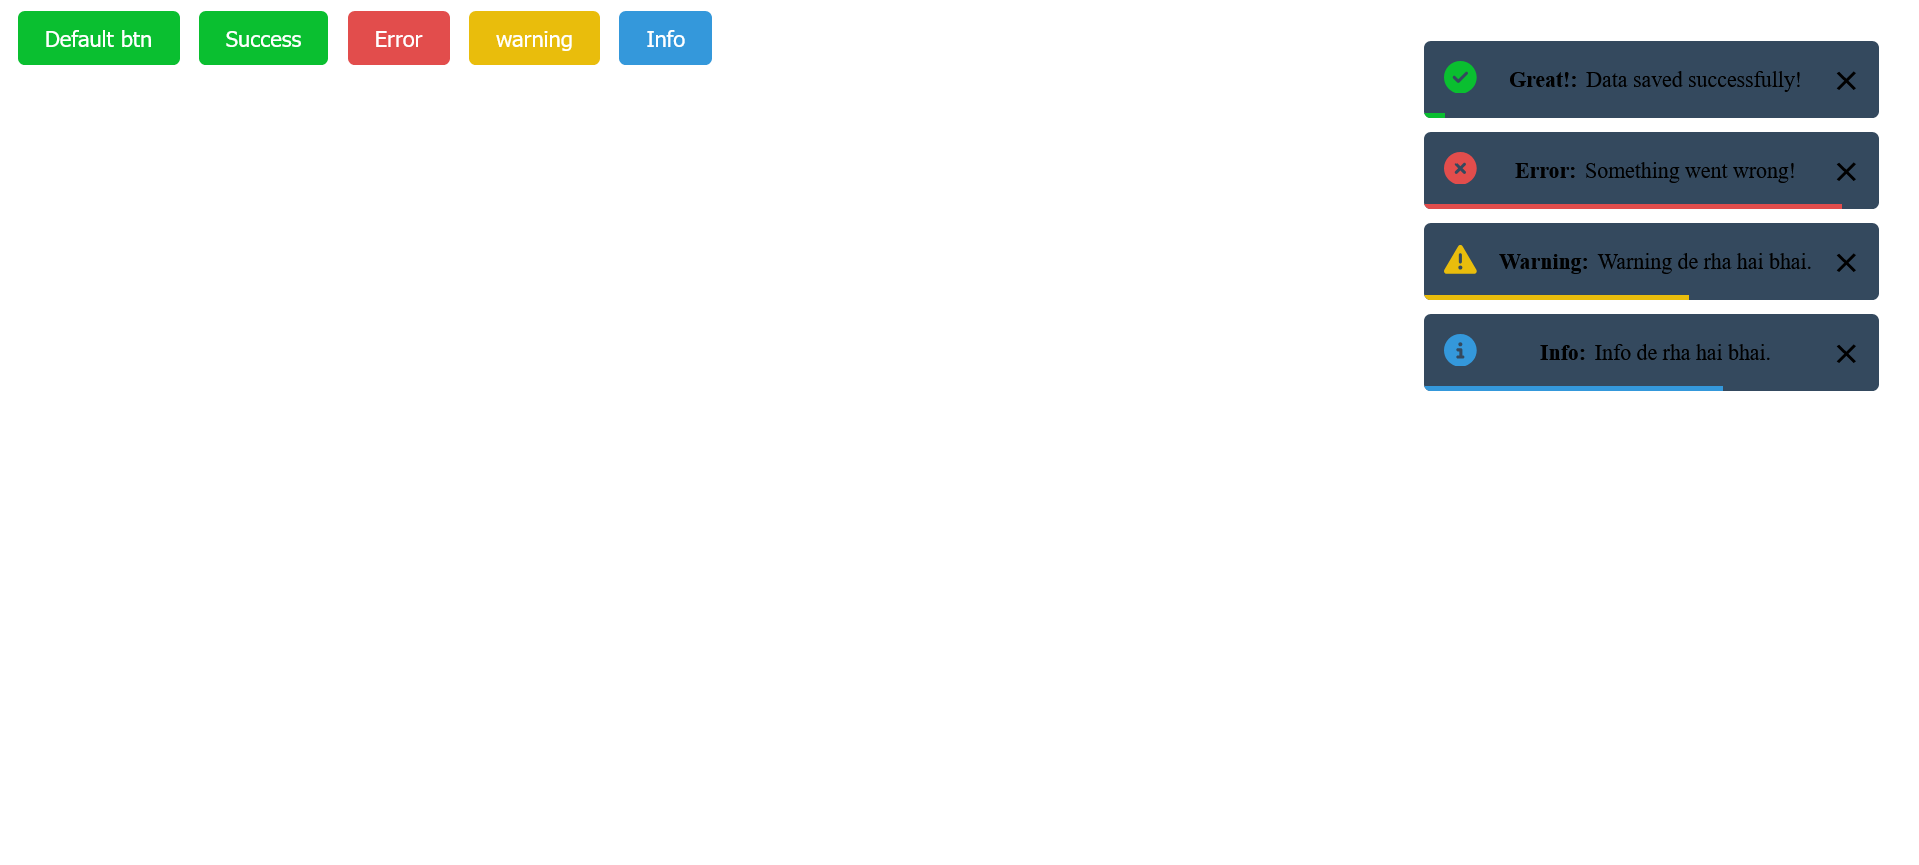 Default btn
Success
Error
warning
Info
Great!: Data saved successfully!
Error: Something went wrong!
Warning: Warning de rha hai bhai.
Info: Info de rha hai bhai.